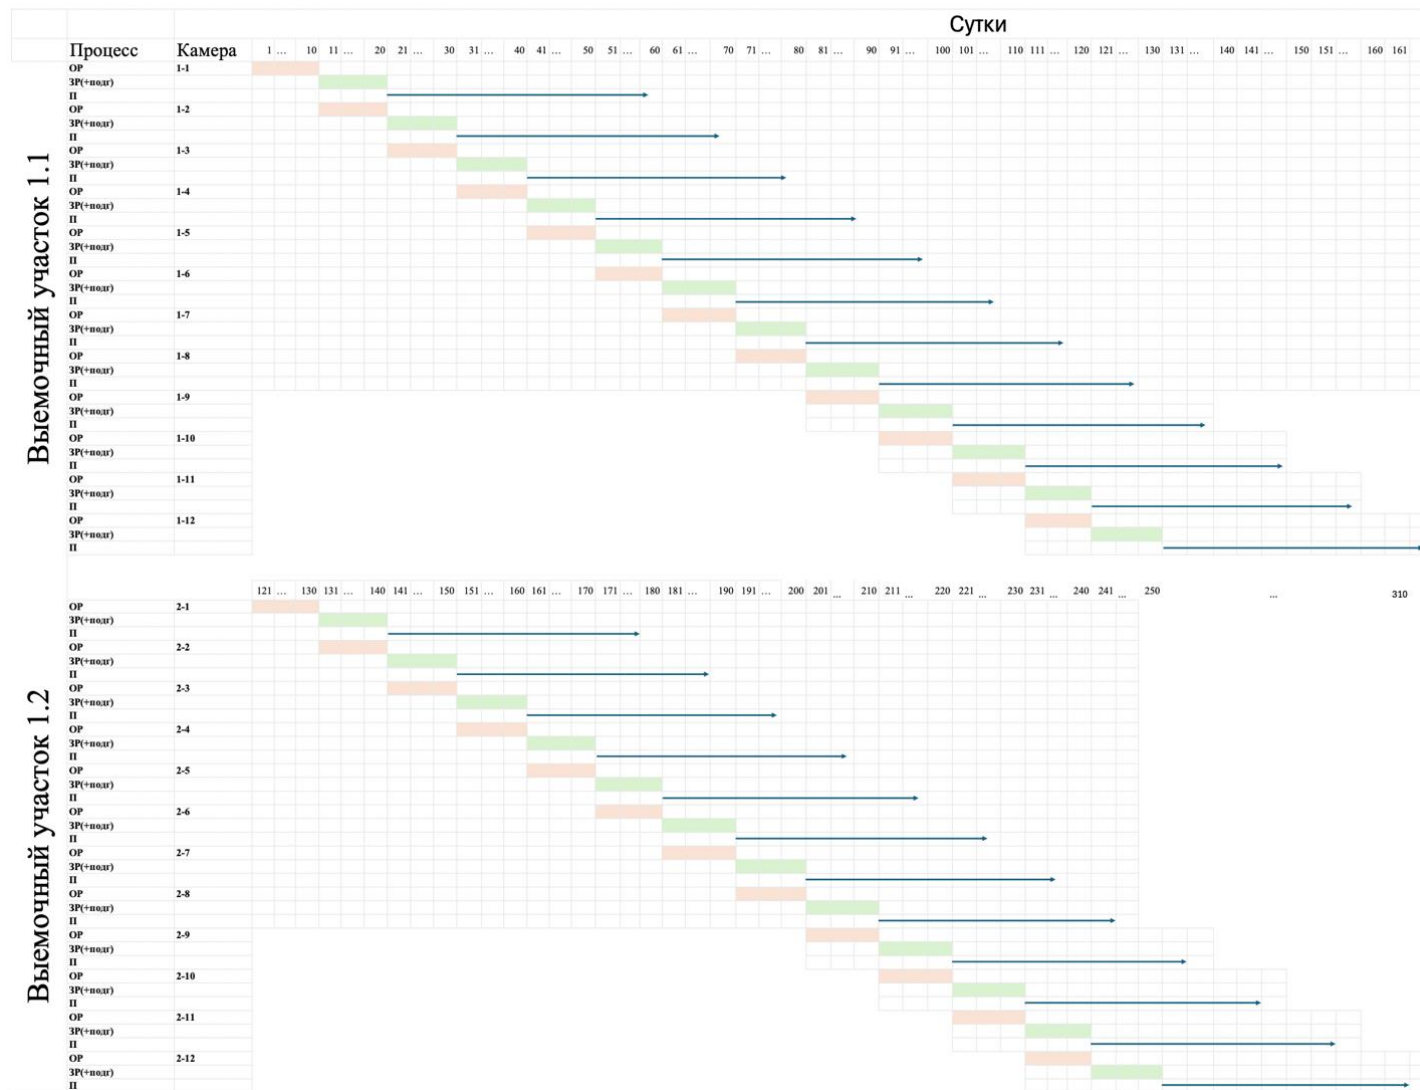 Сутки
Процесс Камера 1 ... 10 11 ... 20 21 ... 30 31 ... 40 41 ... 50 51 ... 60 61 ... 70 71 ... 80 81 ... 90 91 ... 100 101 ... 110 111 ... 120 121 ... 130 131 ... 140 141 ... 150 151 ... 160 161
Выемочный участок 1.1
ОР 1-1
ЗР(+подг)
П
ОР 1-2
ЗР(+подг)
П
ОР 1-3
ЗР(+подг)
П
ОР 1-4
ЗР(+подг)
П
ОР 1-5
ЗР(+подг)
П
ОР 1-6
ЗР(+подг)
П
ОР 1-7
ЗР(+подг)
П
ОР 1-8
ЗР(+подг)
П
ОР 1-9
ЗР(+подг)
П
ОР 1-10
ЗР(+подг)
П
ОР 1-11
ЗР(+подг)
П
ОР 1-12
ЗР(+подг)
П
121 ... 130 131 ... 140 141 ... 150 151 ... 160 161 ... 170 171 ... 180 181 ... 190 191 ... 200 201 ... 210 211 ... 220 221 ... 230 231 ... 240 241 ... 250 ... 310
Выемочный участок 1.2
ОР 2-1
ЗР(+подг)
П
ОР 2-2
ЗР(+подг)
П
ОР 2-3
ЗР(+подг)
П
ОР 2-4
ЗР(+подг)
П
ОР 2-5
ЗР(+подг)
П
ОР 2-6
ЗР(+подг)
П
ОР 2-7
ЗР(+подг)
П
ОР 2-8
ЗР(+подг)
П
ОР 2-9
ЗР(+подг)
П
ОР 2-10
ЗР(+подг)
П
ОР 2-11
ЗР(+подг)
П
ОР 2-12
ЗР(+подг)
П